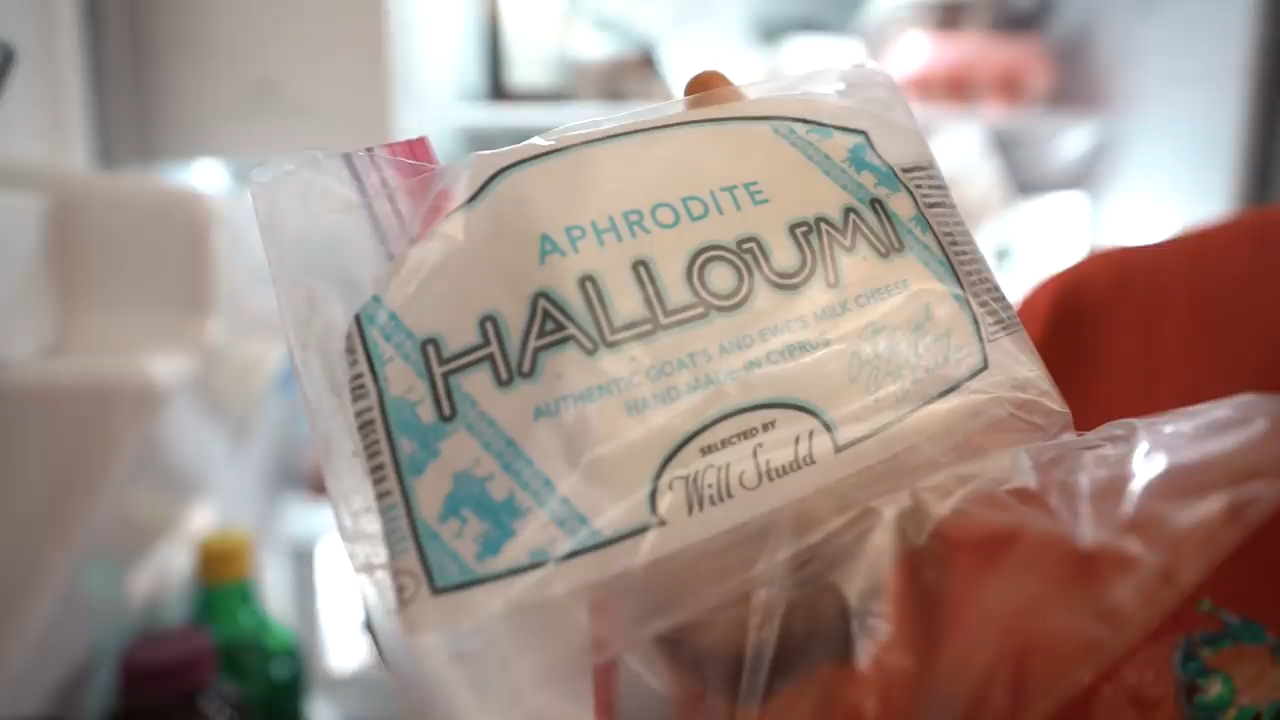 APHRODITE
HALLOUMI
AUTHENTIC GOAT'S AND EWE'S MILK CHEESE
HAND-MADE IN CYPRUS
SELECTED BY
Will Studd